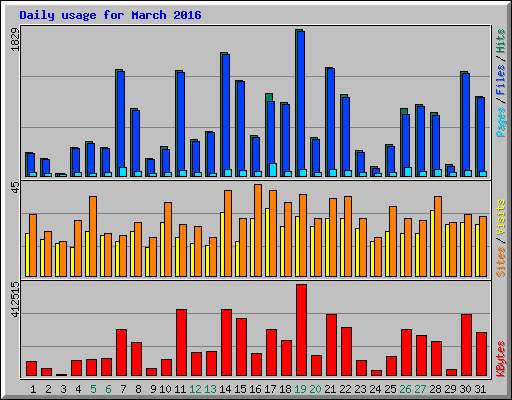 Daily usage for March 2016
1829
Pages / Files / Hits
45
Sites / Visits
412515
KBytes
1 2 3 4 5 6 7 8 9 10 11 12 13 14 15 16 17 18 19 20 21 22 23 24 25 26 27 28 29 30 31